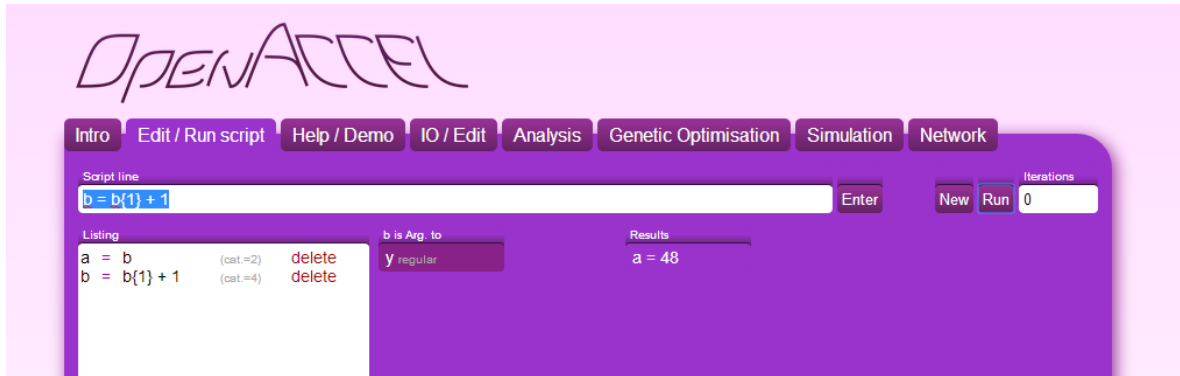 OpenAccel
Intro Edit / Run script Help / Demo IO / Edit Analysis Genetic Optimisation Simulation Network
Script line Iterations
b = b{1} + 1 Enter New Run 0
Listing b is Arg. to Results
a = b (cat.=2) delete y regular a = 48
b = b{1} + 1 (cat.=4) delete